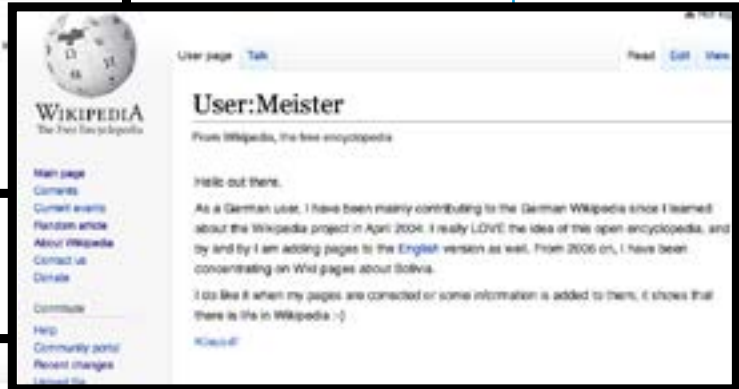 WIKIPEDIA
The Free Encyclopedia
Main page
Contents
Current events
Random article
About Wikipedia
Contact us
Donate
Contribute
Help
Community portal
Recent changes
Upload file
User page Talk
Read Edit View
User:Meister
From Wikipedia, the free encyclopedia
Hello out there.
As a German user, I have been mainly contributing to the German Wikipedia since I learned
about the Wikipedia project in April 2004. I really LOVE the idea of this open encyclopedia, and
by and by I am adding pages to the English version as well. From 2006 on, I have been
concentrating on Wiki pages about Bolivia.
I do like it when my pages are corrected or some information is added to them, it shows that
there is life in Wikipedia :-)